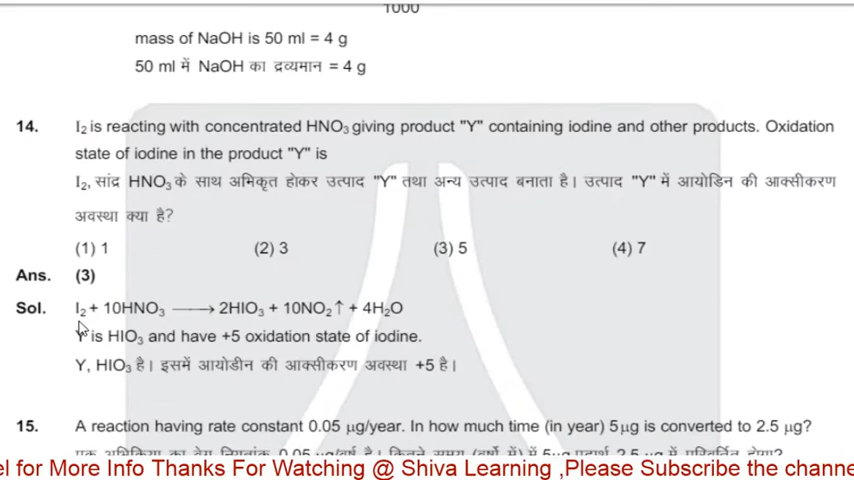 1000
mass of NaOH is 50 ml = 4 g
50 ml में NaOH का द्रव्यमान = 4 g
14. I₂ is reacting with concentrated HNO₃ giving product "Y" containing iodine and other products. Oxidation
state of iodine in the product "Y" is
I₂, सांद्र HNO₃ के साथ अभिकृत होकर उत्पाद "Y" तथा अन्य उत्पाद बनाता है। उत्पाद "Y" में आयोडिन की आक्सीकरण
अवस्था क्या है?
(1) 1 (2) 3 (3) 5 (4) 7
Ans. (3)
Sol. I₂ + 10HNO₃ ⟶ 2HIO₃ + 10NO₂↑ + 4H₂O
Y is HIO₃ and have +5 oxidation state of iodine.
Y, HIO₃ है। इसमें आयोडीन की आक्सीकरण अवस्था +5 है।
15. A reaction having rate constant 0.05 μg/year. In how much time (in year) 5μg is converted to 2.5 μg?
el for More Info Thanks For Watching @ Shiva Learning ,Please Subscribe the channe